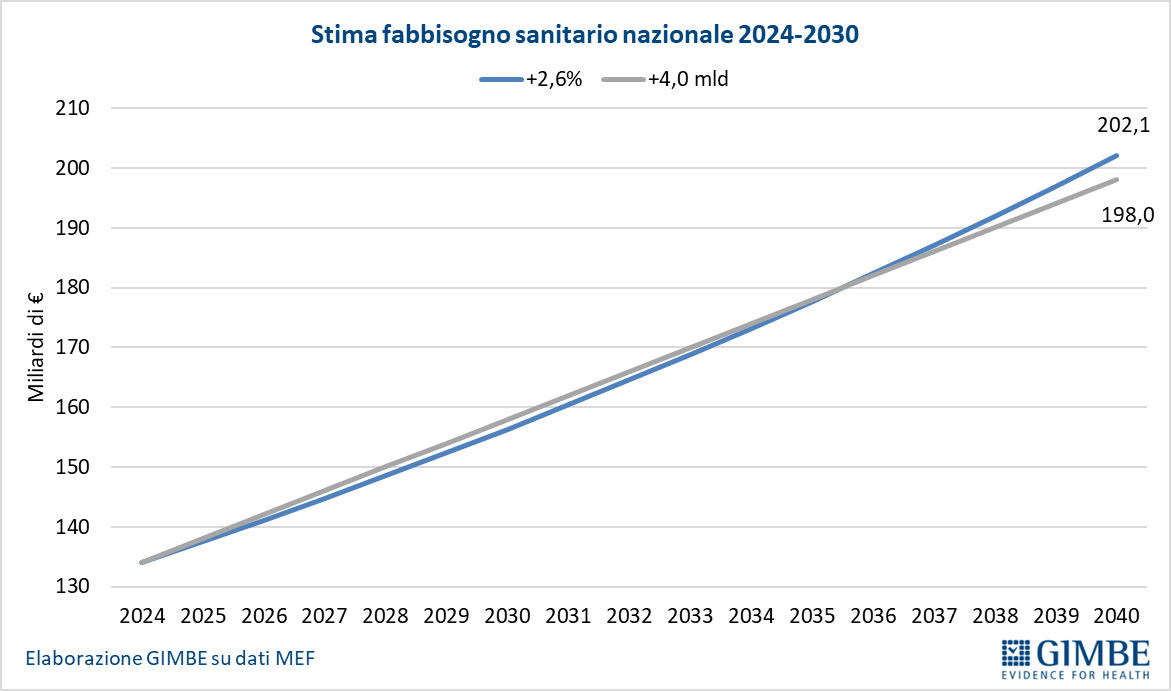 Stima fabbisogno sanitario nazionale 2024-2030
+2,6% +4,0 mld
Miliardi di €
210
200
190
180
170
160
150
140
130
202,1
198,0
2024 2025 2026 2027 2028 2029 2030 2031 2032 2033 2034 2035 2036 2037 2038 2039 2040
Elaborazione GIMBE su dati MEF
GIMBE
EVIDENCE FOR HEALTH